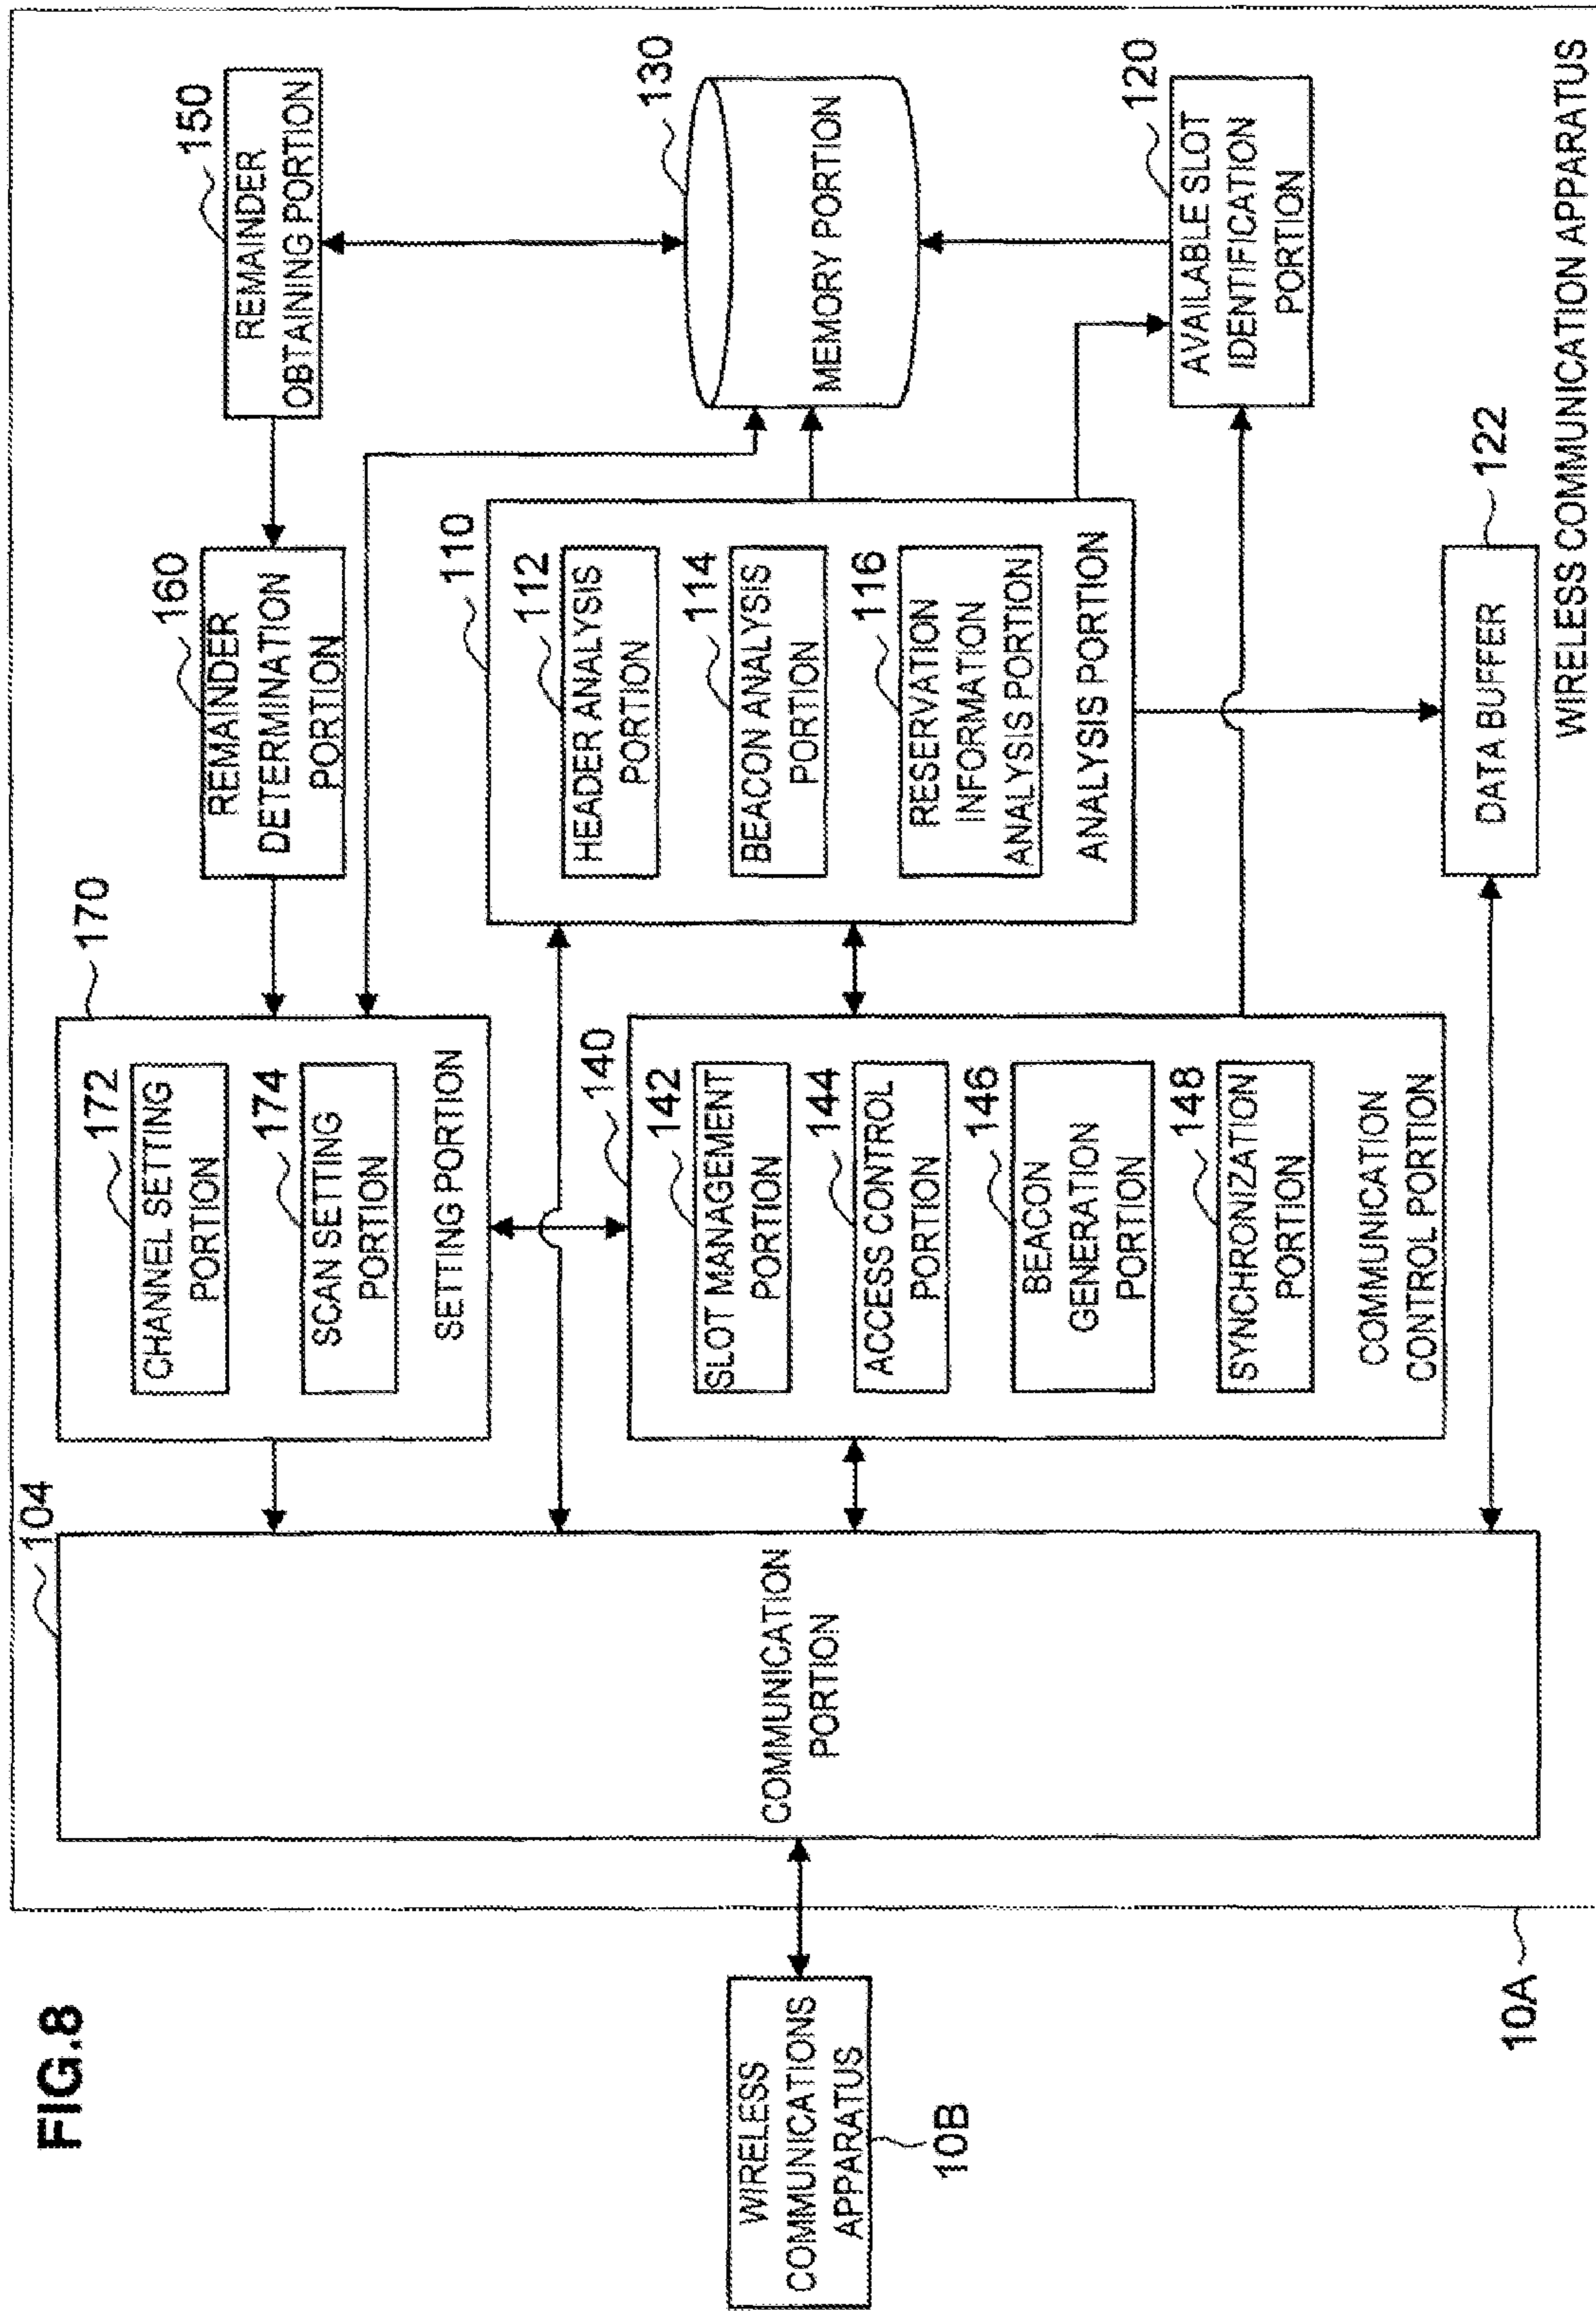 FIG.8
WIRELESS
COMMUNICATIONS
APPARATUS
10B
10A
104
COMMUNICATION
PORTION
170
172
CHANNEL SETTING
PORTION
174
SCAN SETTING
PORTION
SETTING PORTION
140
142
SLOT MANAGEMENT
PORTION
144
ACCESS CONTROL
PORTION
146
BEACON
GENERATION
PORTION
148
SYNCHRONIZATION
PORTION
COMMUNICATION
CONTROL PORTION
160
REMAINDER
DETERMINATION
PORTION
110
112
HEADER ANALYSIS
PORTION
114
BEACON ANALYSIS
PORTION
116
RESERVATION
INFORMATION
ANALYSIS PORTION
ANALYSIS PORTION
122
DATA BUFFER
150
REMAINDER
OBTAINING PORTION
130
MEMORY PORTION
120
AVAILABLE SLOT
IDENTIFICATION
PORTION
WIRELESS COMMUNICATION APPARATUS